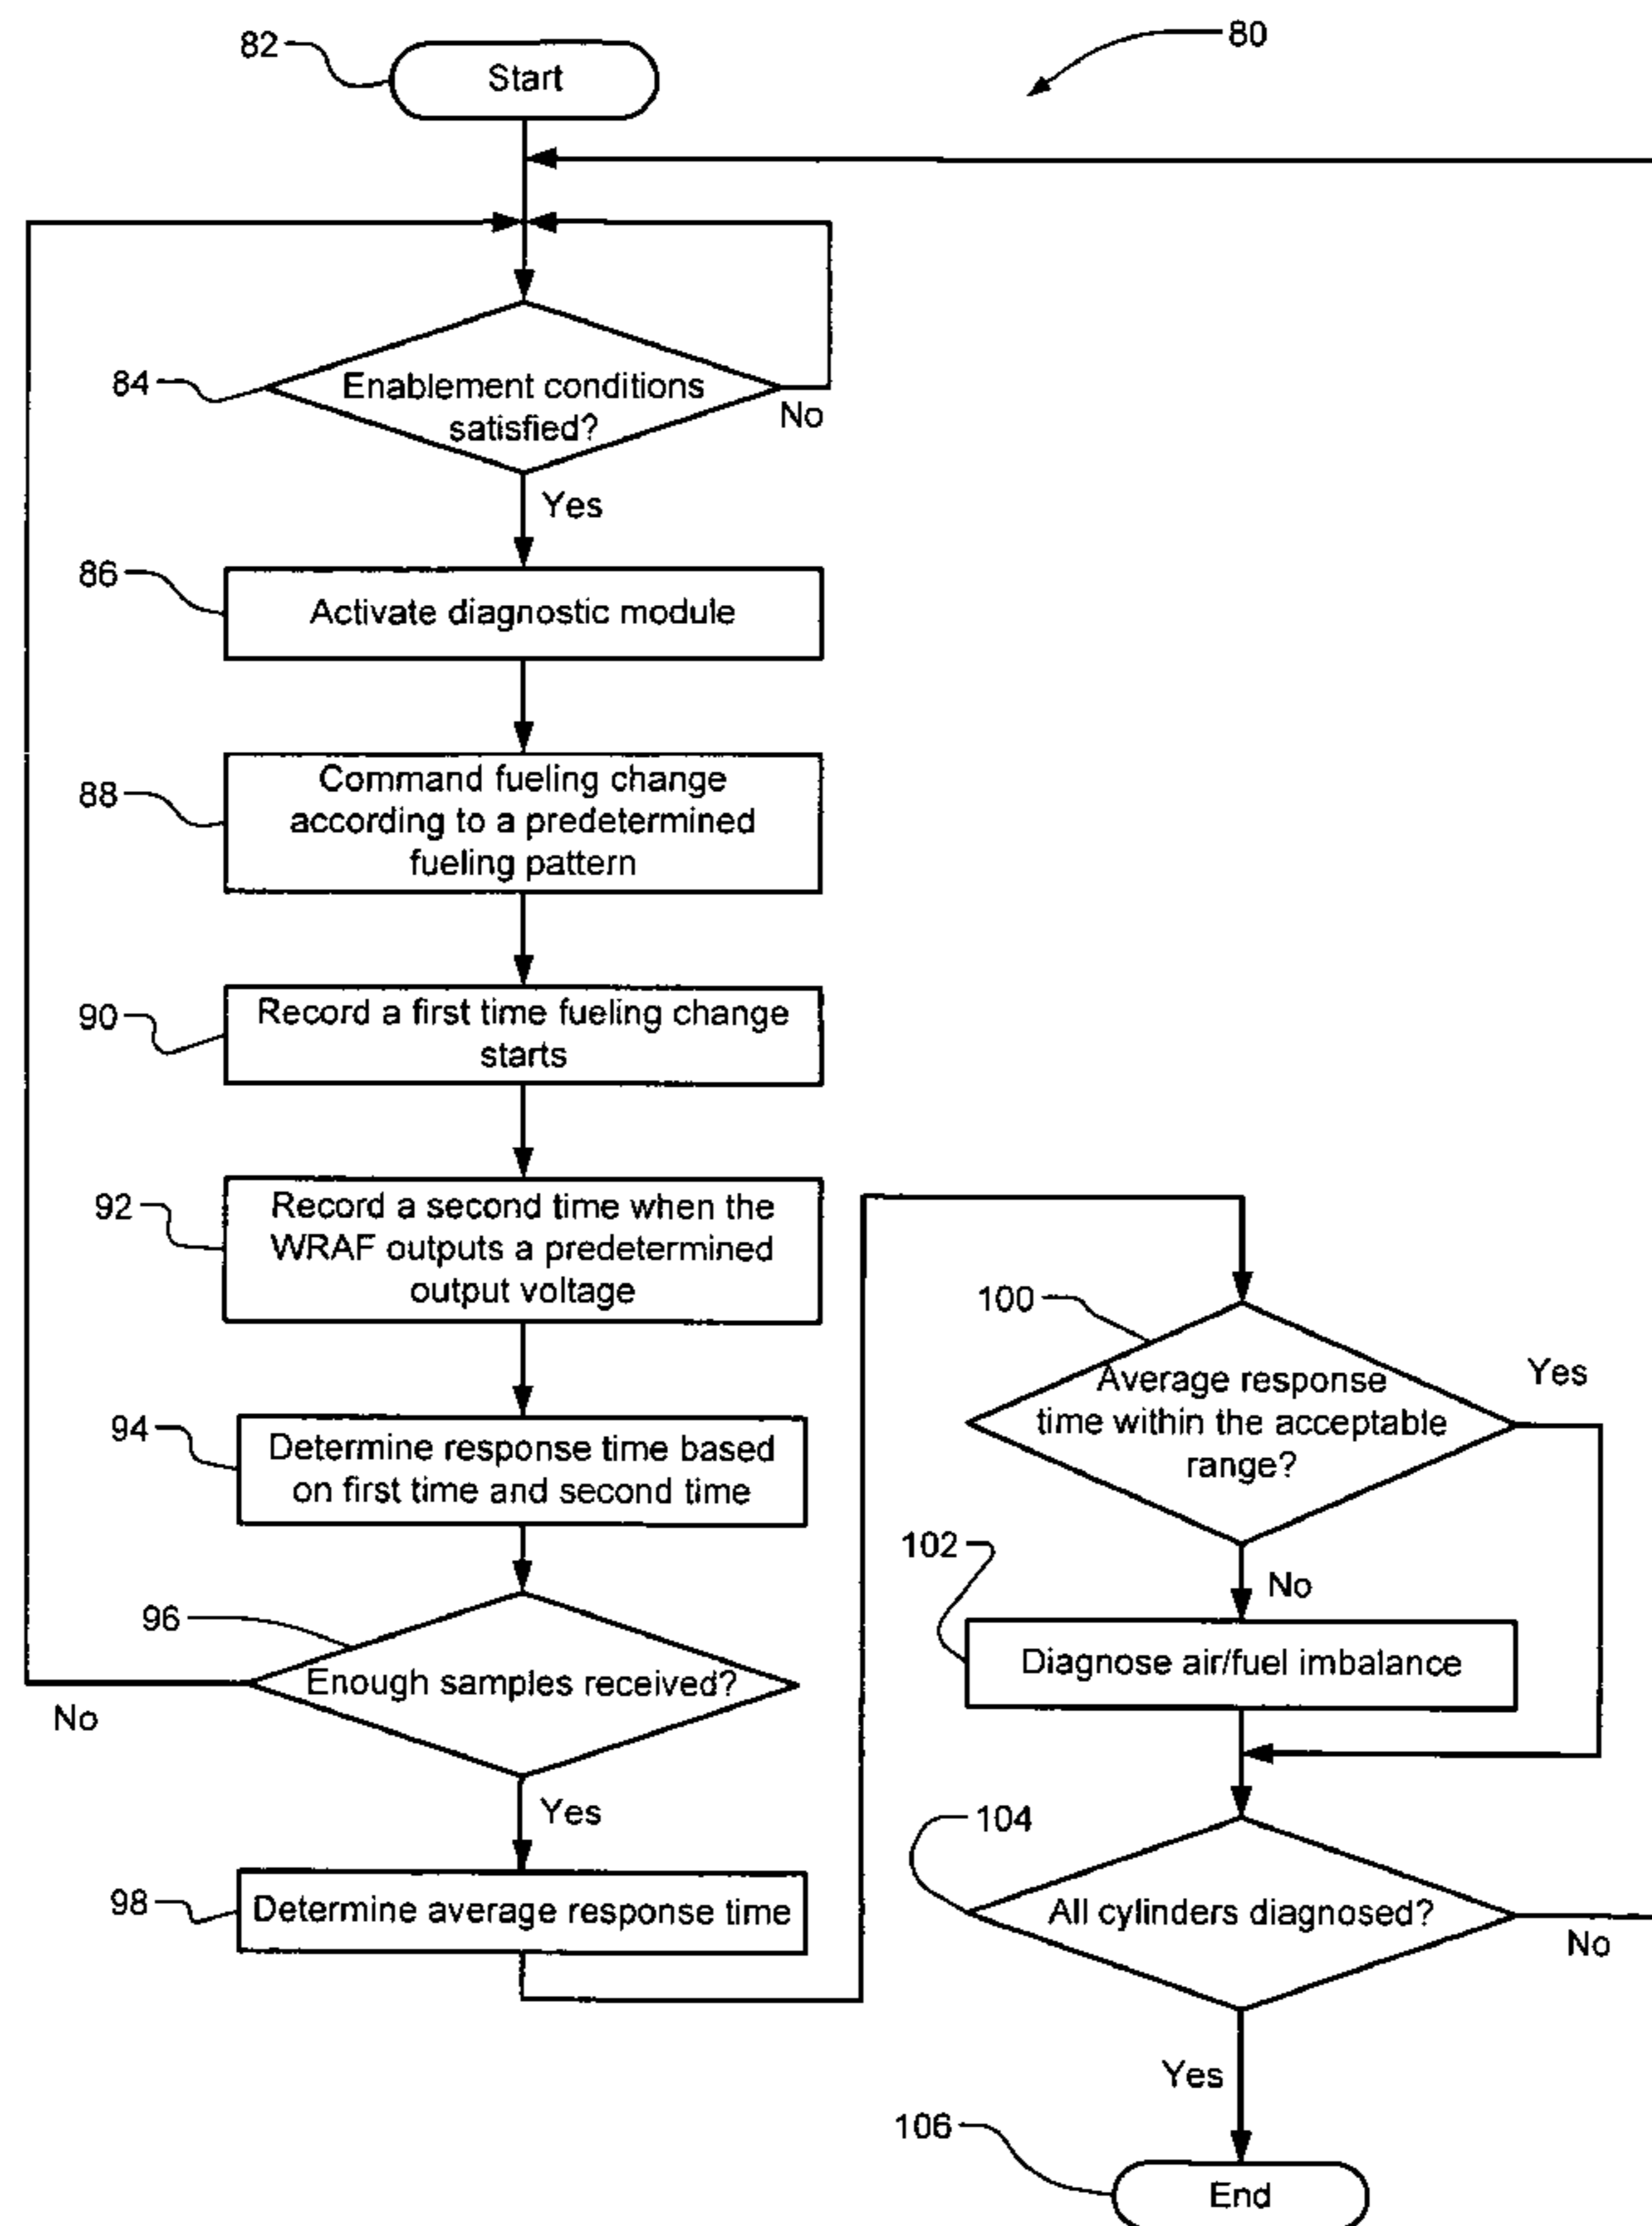 82
Start
80
84
Enablement conditions
satisfied?
No
Yes
86
Activate diagnostic module
88
Command fueling change
according to a predetermined
fueling pattern
90
Record a first time fueling change
starts
92
Record a second time when the
WRAF outputs a predetermined
output voltage
94
Determine response time based
on first time and second time
96
Enough samples received?
No
Yes
98
Determine average response time
100
Average response
time within the acceptable
range?
Yes
No
102
Diagnose air/fuel imbalance
104
All cylinders diagnosed?
No
Yes
106
End